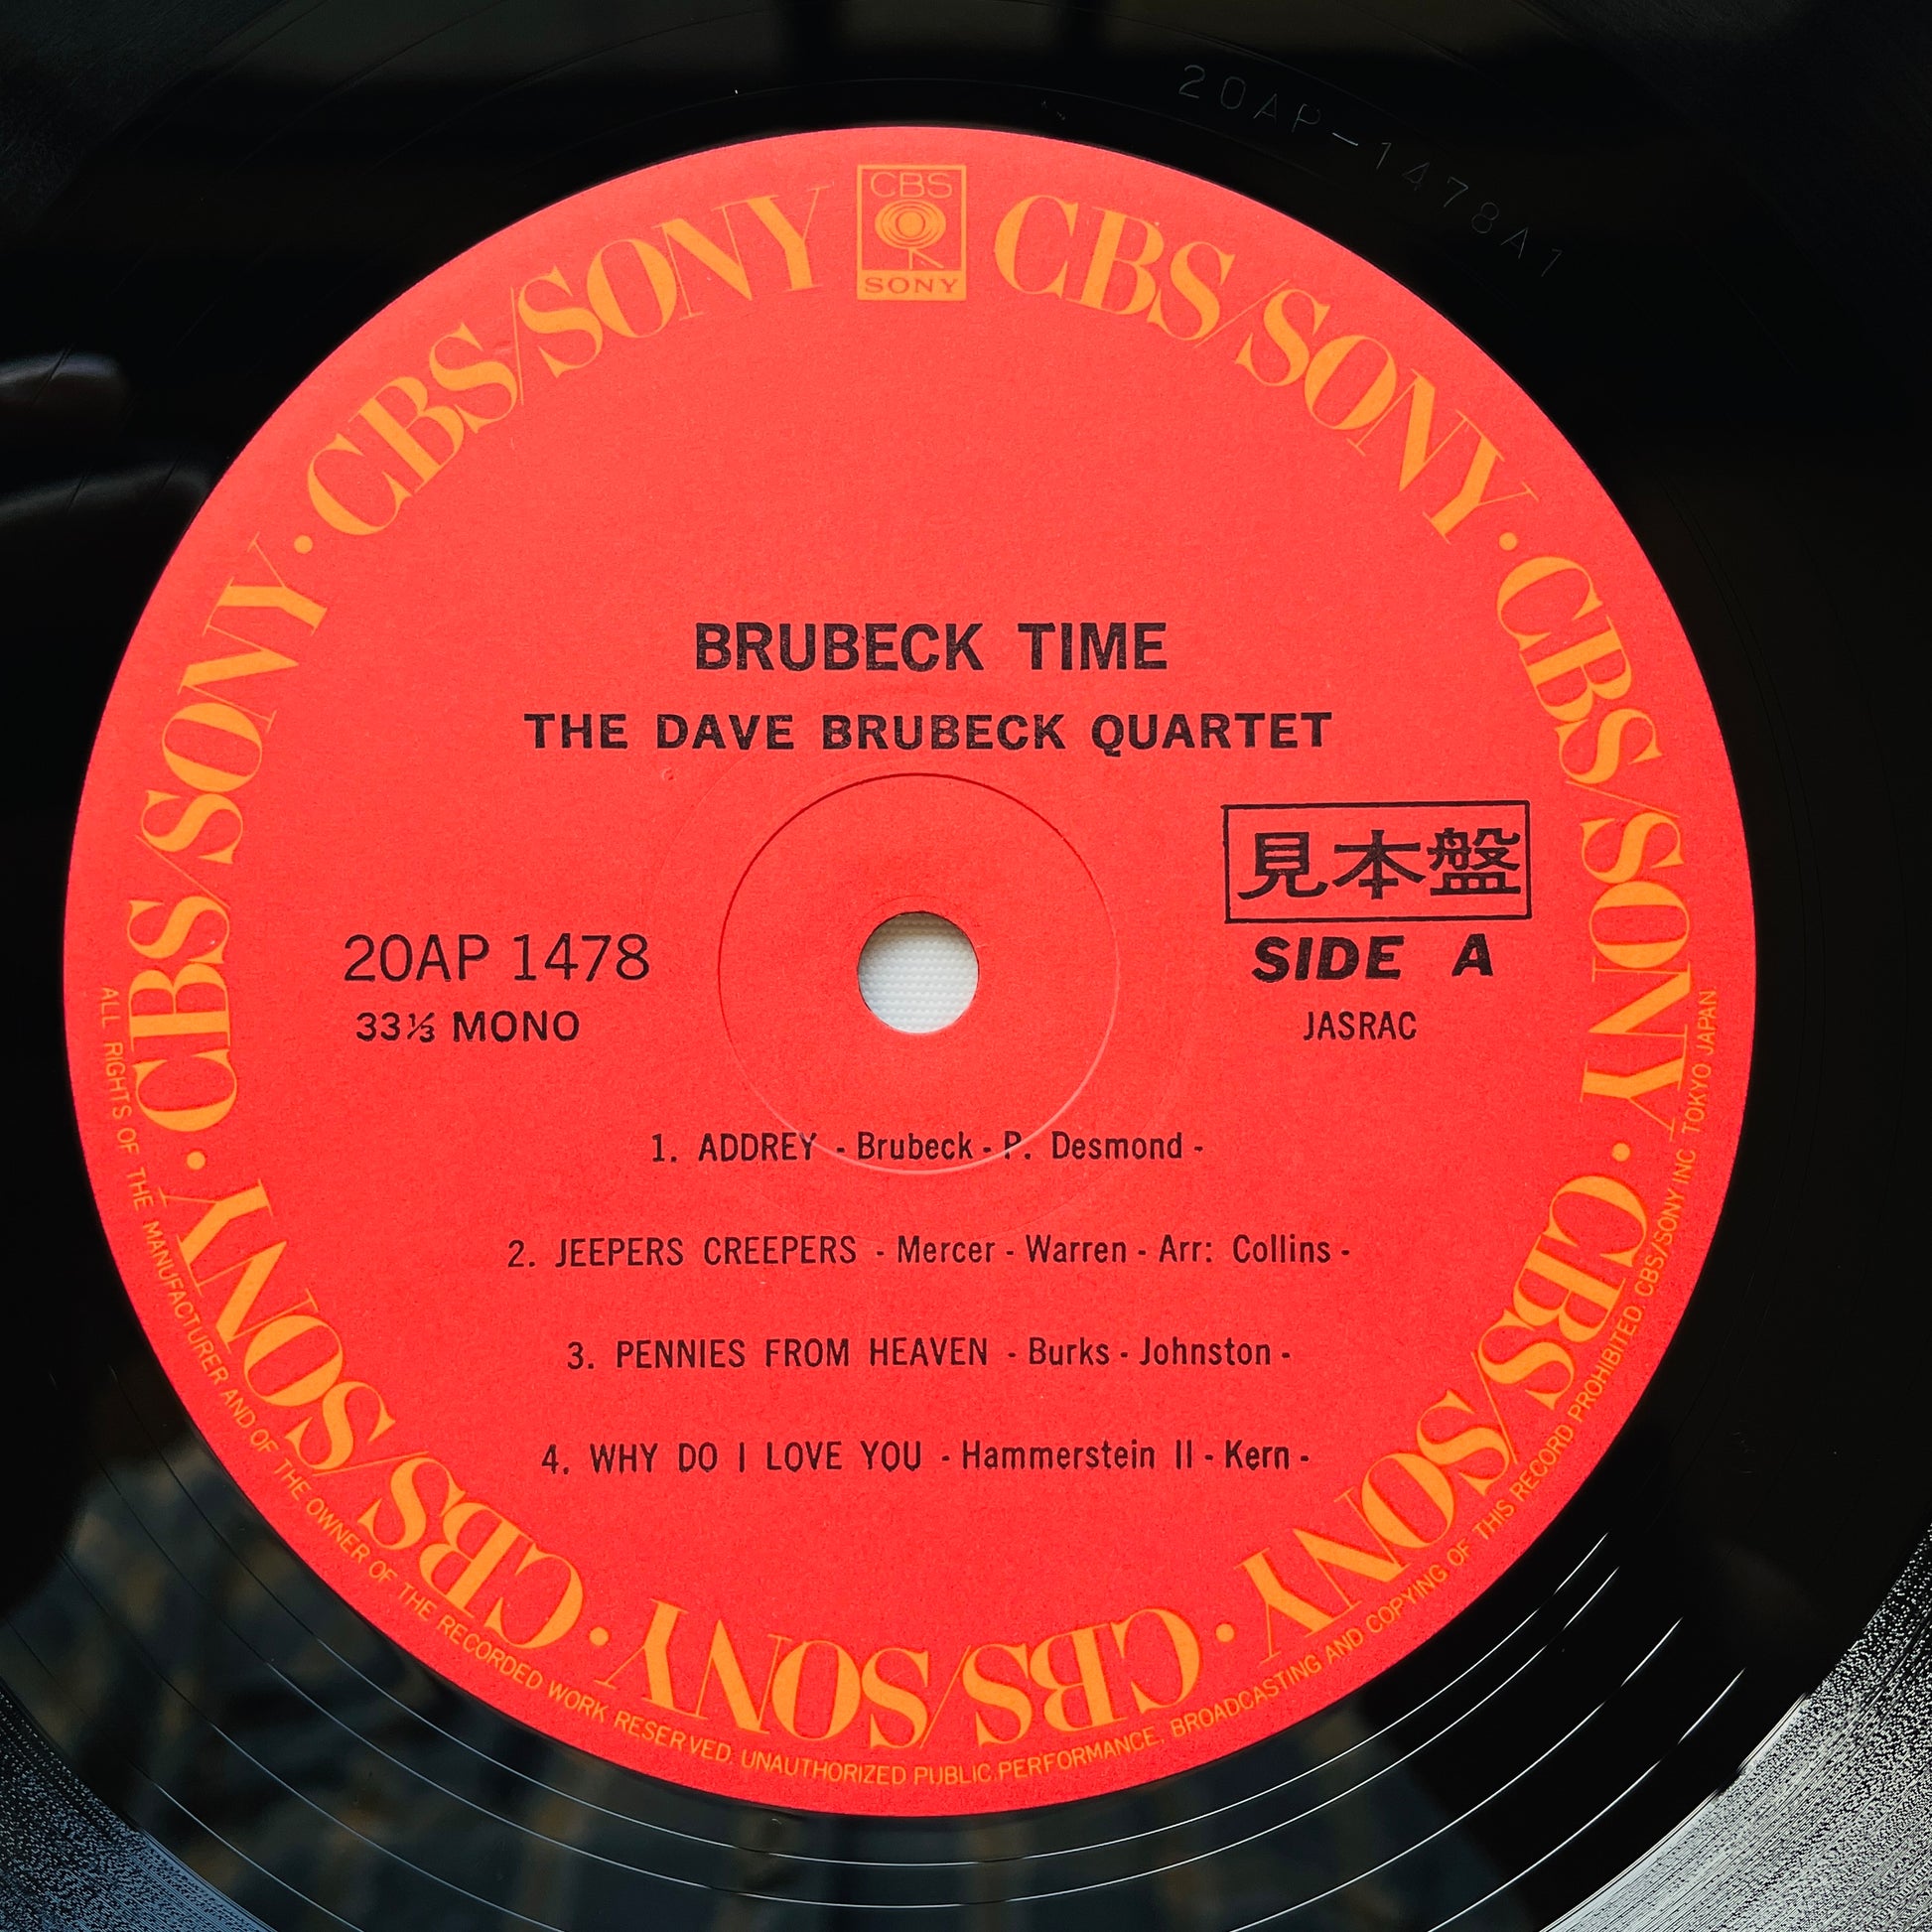 20AP-1478A1
CBS
SONY
CBS/SONY · CBS/SONY · CBS/SONY · CBS/SONY · CBS/SONY · CBS/SONY · CBS/SONY
BRUBECK TIME
THE DAVE BRUBECK QUARTET
見本盤
20AP 1478
SIDE A
33⅓ MONO
JASRAC
1. ADDREY - Brubeck - P. Desmond -
2. JEEPERS CREEPERS - Mercer - Warren - Arr: Collins -
3. PENNIES FROM HEAVEN - Burks - Johnston -
4. WHY DO I LOVE YOU - Hammerstein II - Kern -
ALL RIGHTS OF THE MANUFACTURER AND OF THE OWNER OF THE RECORDED WORK RESERVED. UNAUTHORIZED PUBLIC PERFORMANCE. BROADCASTING AND COPYING OF THIS RECORD PROHIBITED. CBS/SONY INC. TOKYO JAPAN